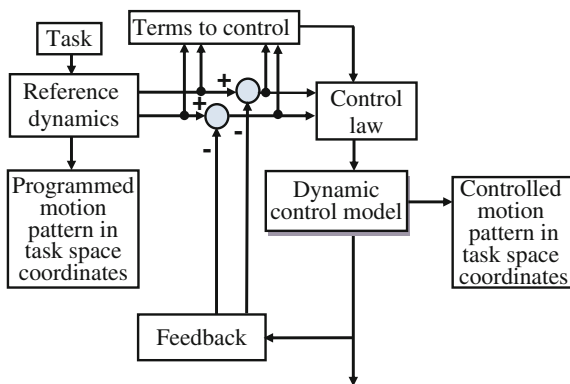 Terms to control
Task
Reference
dynamics
+
+
-
-
Control
law
Programmed
motion
pattern in
task space
coordinates
Dynamic
control model
Controlled
motion
pattern in
task space
coordinates
Feedback